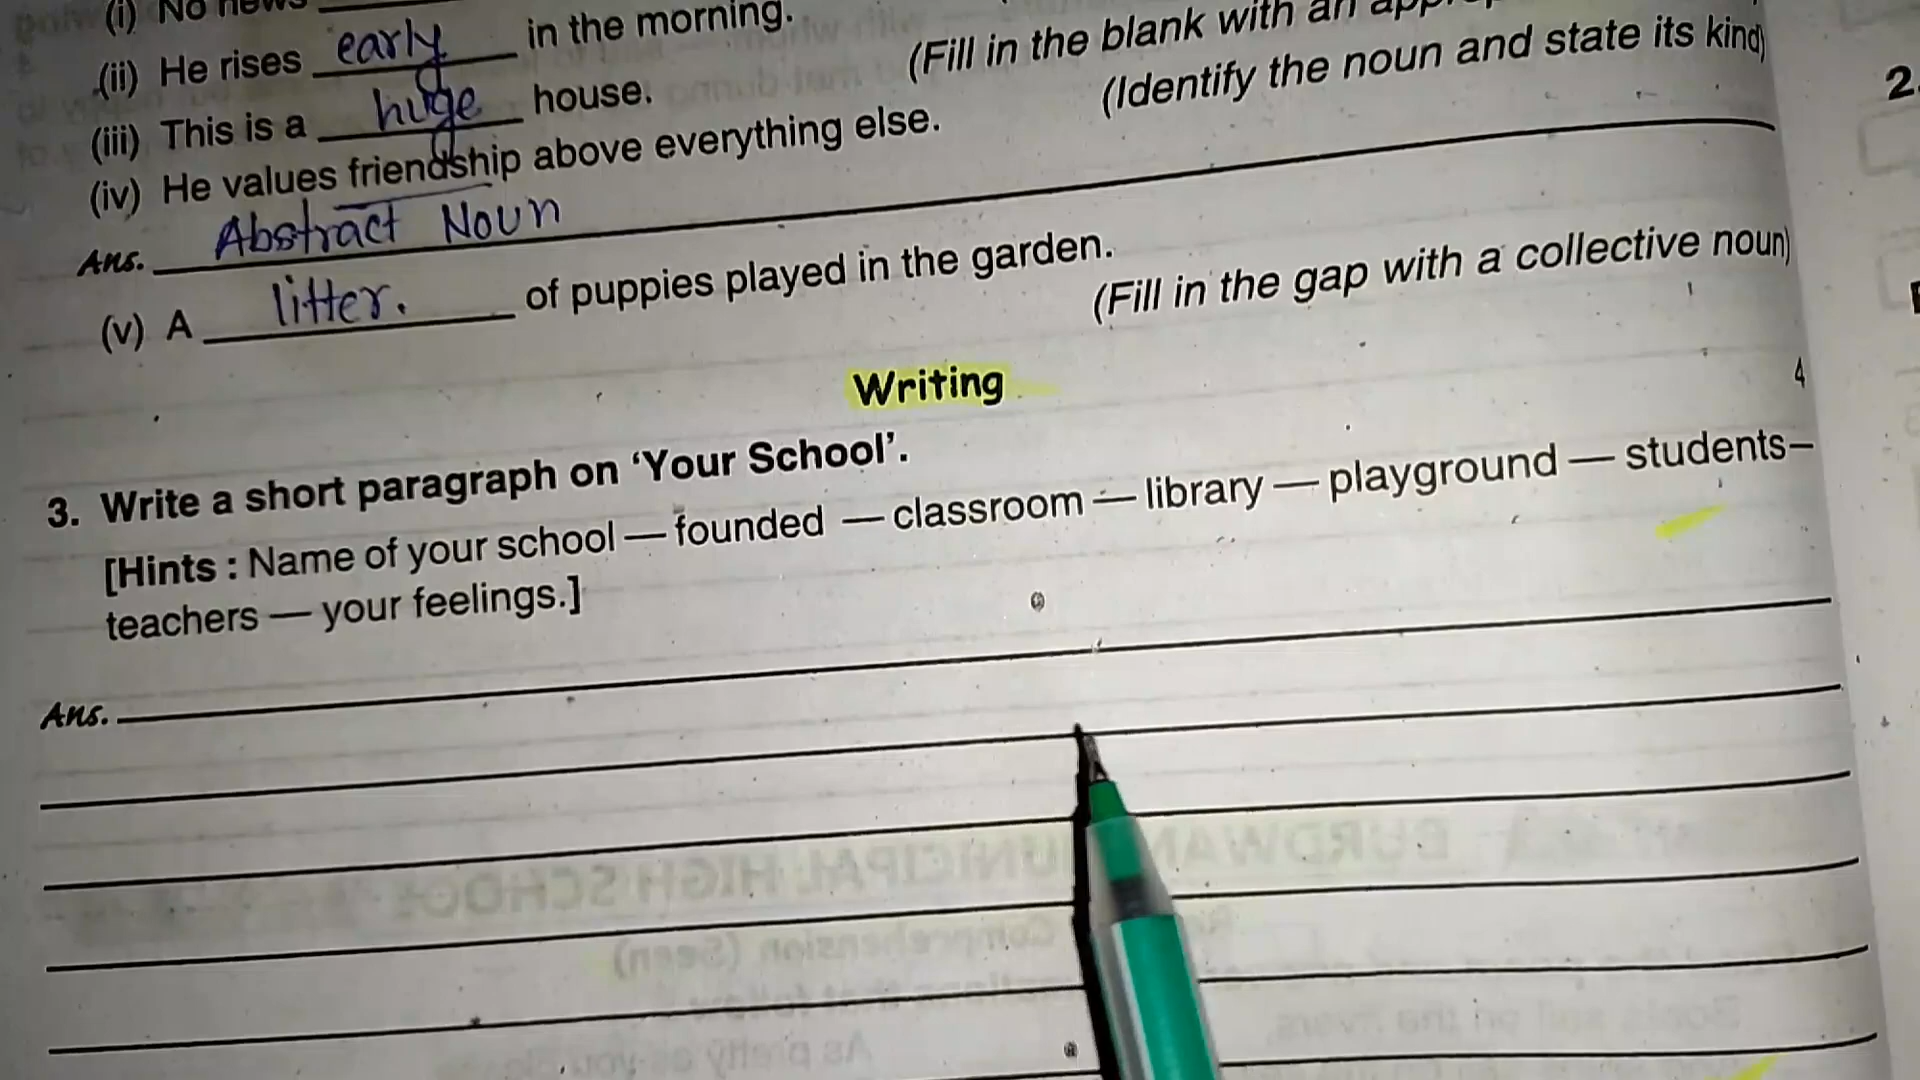 (i) No news
(ii) He rises early in the morning.
(Fill in the blank with an
(iii) This is a huge house.
(Identify the noun and state its kind)
(iv) He values friendship above everything else.
Ans. Abstract Noun
(v) A litter. of puppies played in the garden.
(Fill in the gap with a collective noun)
Writing
4
3. Write a short paragraph on ‘Your School’.
[Hints : Name of your school — founded — classroom — library — playground — students–
teachers — your feelings.]
Ans.
2.